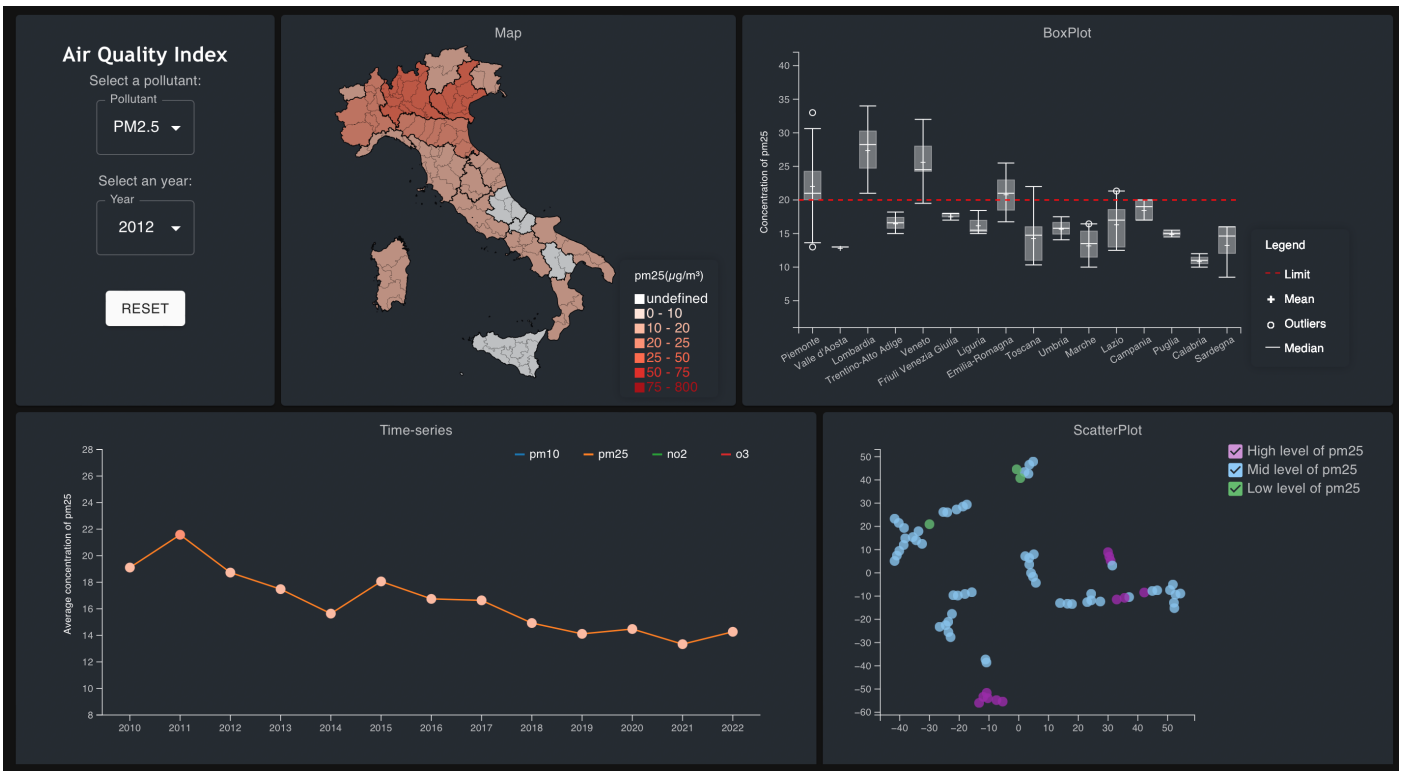 Air Quality Index
Select a pollutant:
Pollutant
PM2.5
Select an year:
Year
2012
RESET
Map
pm25(µg/m³)
undefined
0 - 10
10 - 20
20 - 25
25 - 50
50 - 75
75 - 800
BoxPlot
Concentration of pm25
40
35
30
25
20
15
10
5
Piemonte
Valle d'Aosta
Lombardia
Trentino-Alto Adige
Veneto
Friuli Venezia Giulia
Liguria
Emilia-Romagna
Toscana
Umbria
Marche
Lazio
Campania
Puglia
Calabria
Sardegna
Legend
Limit
Mean
Outliers
Median
Time-series
pm10
pm25
no2
o3
Average concentration of pm25
28
26
24
22
20
18
16
14
12
10
8
2010 2011 2012 2013 2014 2015 2016 2017 2018 2019 2020 2021 2022
ScatterPlot
High level of pm25
Mid level of pm25
Low level of pm25
50
40
30
20
10
0
−10
−20
−30
−40
−50
−60
−40 −30 −20 −10 0 10 20 30 40 50